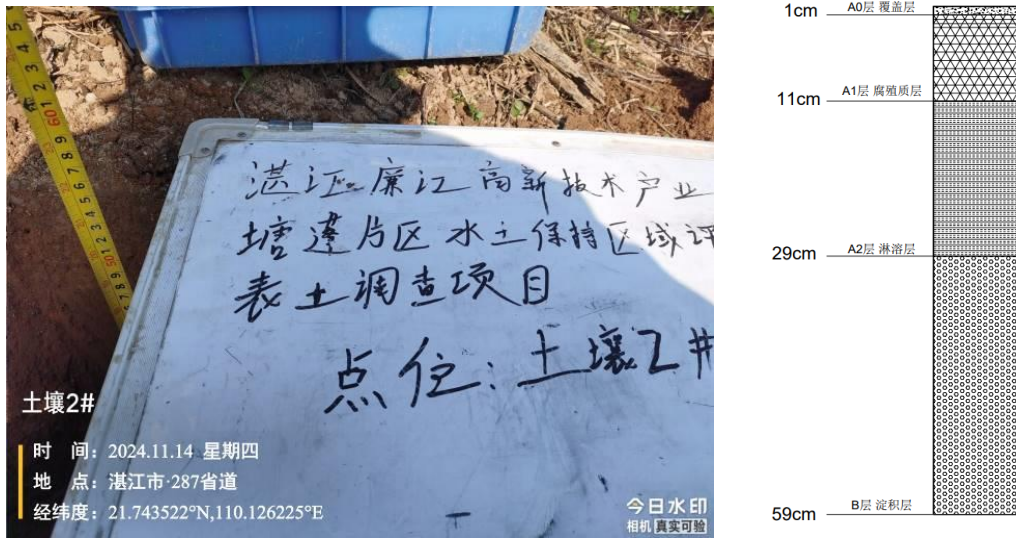 湛江廉江高新技术产业
塘蓬片区水土保持区域评
表土调查项目
点位:土壤2#
土壤2#
时 间:2024.11.14 星期四
地 点:湛江市·287省道
经纬度:21.743522°N,110.126225°E
今日水印
相机 真实可验
1cm
A0层 覆盖层
11cm
A1层 腐殖质层
29cm
A2层 淋溶层
59cm
B层 淀积层